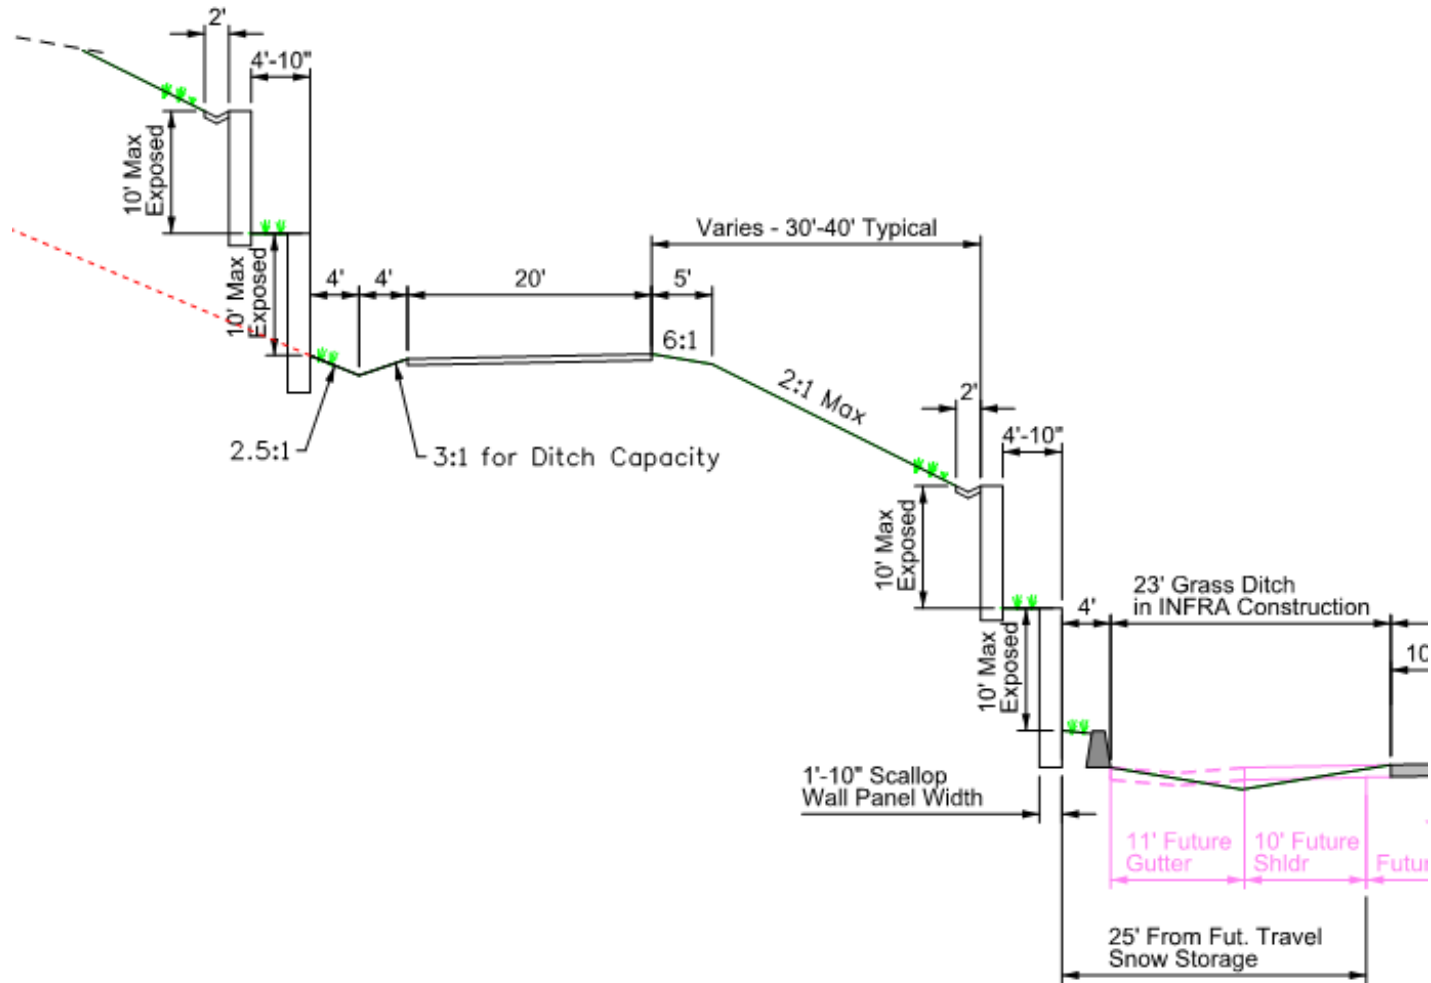 2'
4'-10"
10' Max
Exposed
10' Max
Exposed
4'
4'
20'
Varies - 30'-40' Typical
5'
6:1
2:1 Max
2.5:1
3:1 for Ditch Capacity
2'
4'-10"
10' Max
Exposed
10' Max
Exposed
4'
23' Grass Ditch
in INFRA Construction
10
1'-10" Scallop
Wall Panel Width
11' Future
Gutter
10' Future
Shldr
Futur
25' From Fut. Travel
Snow Storage